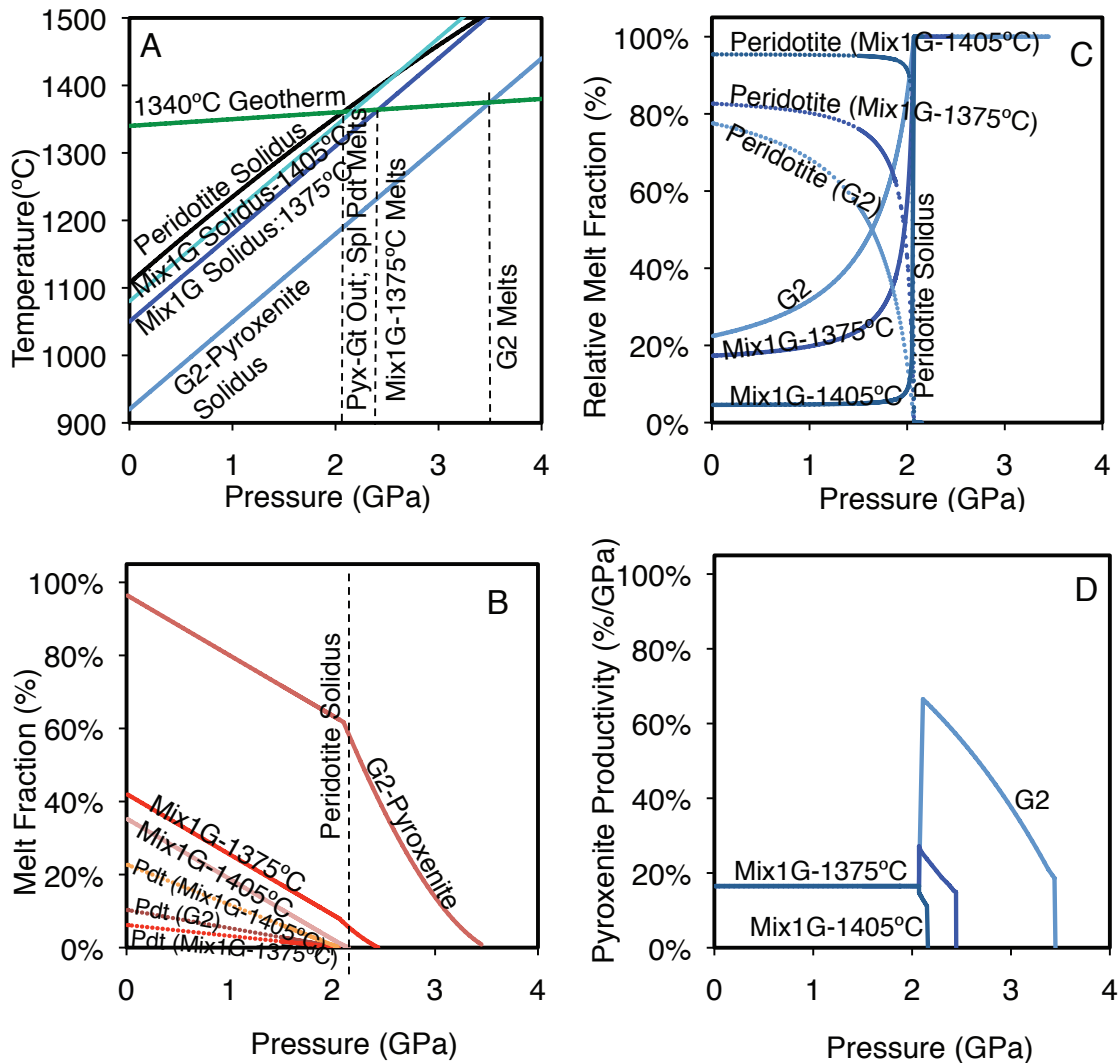 A
Temperature(ºC)
1500
1400
1300
1200
1100
1000
900
1340ºC Geotherm
Peridotite Solidus
Mix1G Solidus-1405ºC
Mix1G Solidus:1375ºC
G2-Pyroxenite
Solidus
Pyx-Gt Out; Spl Pdt Melts
Mix1G-1375ºC Melts
G2 Melts
0 1 2 3 4
Pressure (GPa)
C
Relative Melt Fraction (%)
100%
80%
60%
40%
20%
0%
Peridotite (Mix1G-1405ºC)
Peridotite (Mix1G-1375ºC)
Peridotite (G2)
G2
Mix1G-1375ºC
Mix1G-1405ºC
Peridotite Solidus
0 1 2 3 4
Pressure (GPa)
B
Melt Fraction (%)
100%
80%
60%
40%
20%
0%
Peridotite Solidus
G2-Pyroxenite
Mix1G-1375ºC
Mix1G-1405ºC
Pdt (Mix1G-1405ºC)
Pdt (G2)
Pdt (Mix1G-1375ºC)
0 1 2 3 4
Pressure (GPa)
D
Pyroxenite Productivity (%/GPa)
100%
80%
60%
40%
20%
0%
G2
Mix1G-1375ºC
Mix1G-1405ºC
0 1 2 3 4
Pressure (GPa)